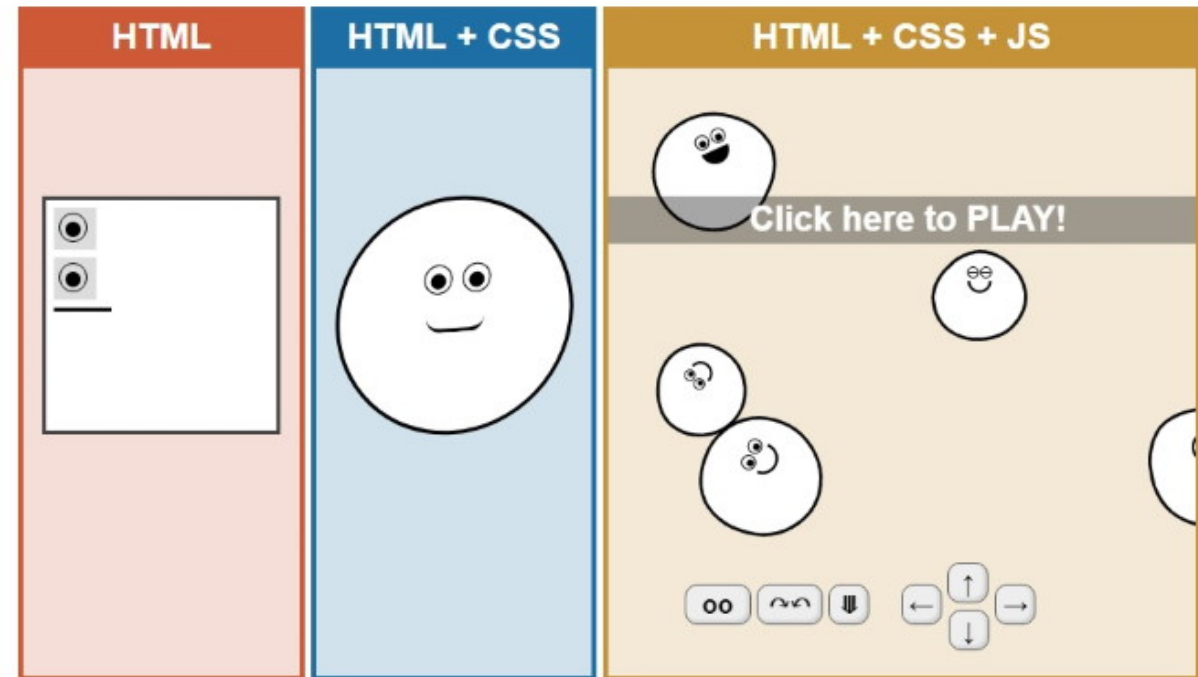 HTML
HTML + CSS
HTML + CSS + JS
Click here to PLAY!
oo
↑
← →
↓